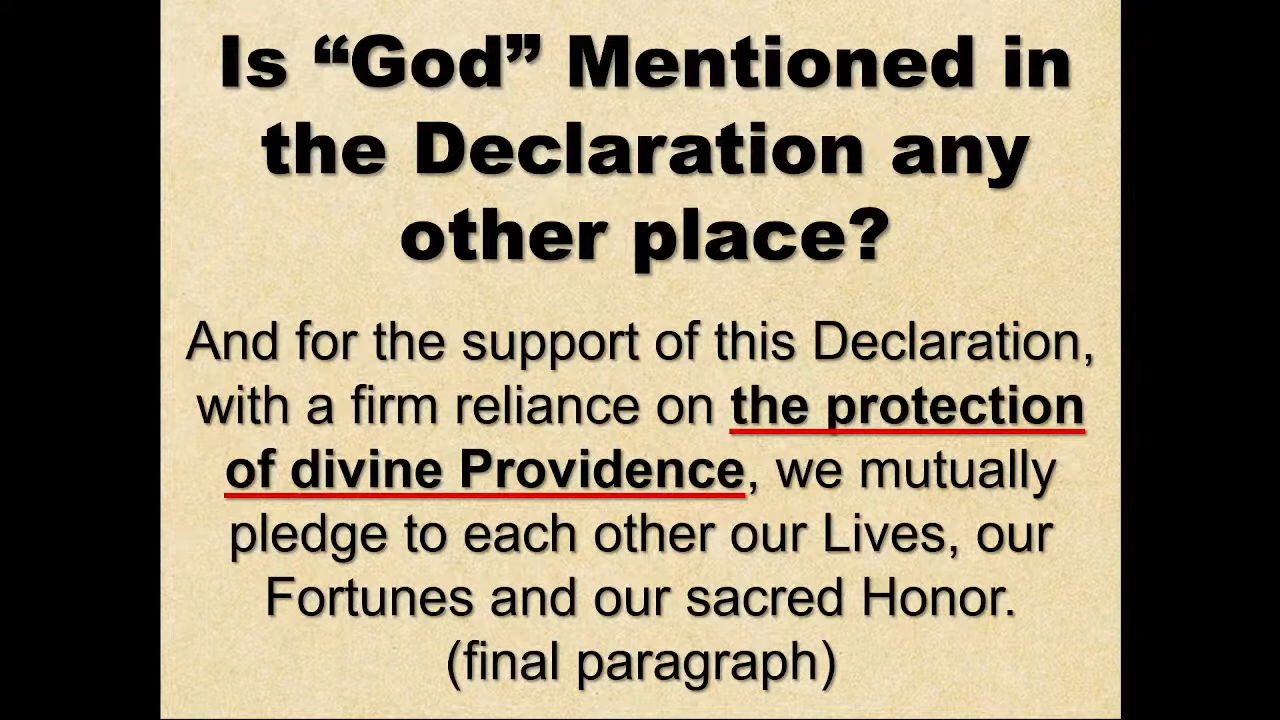 Is “God” Mentioned in
the Declaration any
other place?
And for the support of this Declaration,
with a firm reliance on the protection
of divine Providence, we mutually
pledge to each other our Lives, our
Fortunes and our sacred Honor.
(final paragraph)